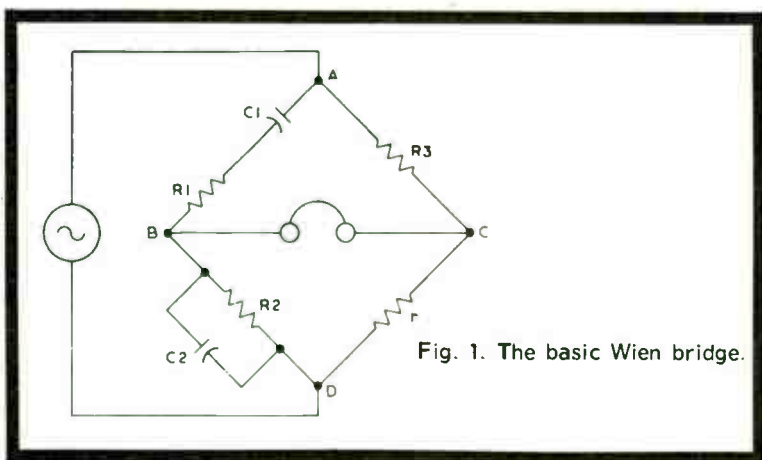 A
C1
R3
R1
B
C
R2
r
C2
Fig. 1. The basic Wien bridge.
D